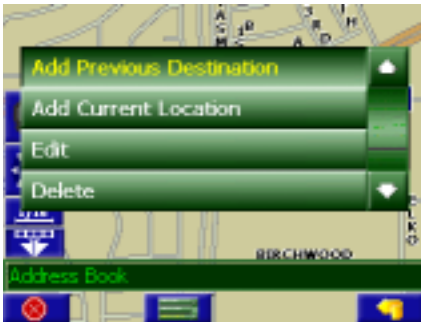 Add Previous Destination
Add Current Location
Edit
Delete
BIRCHWOOD
Address Book